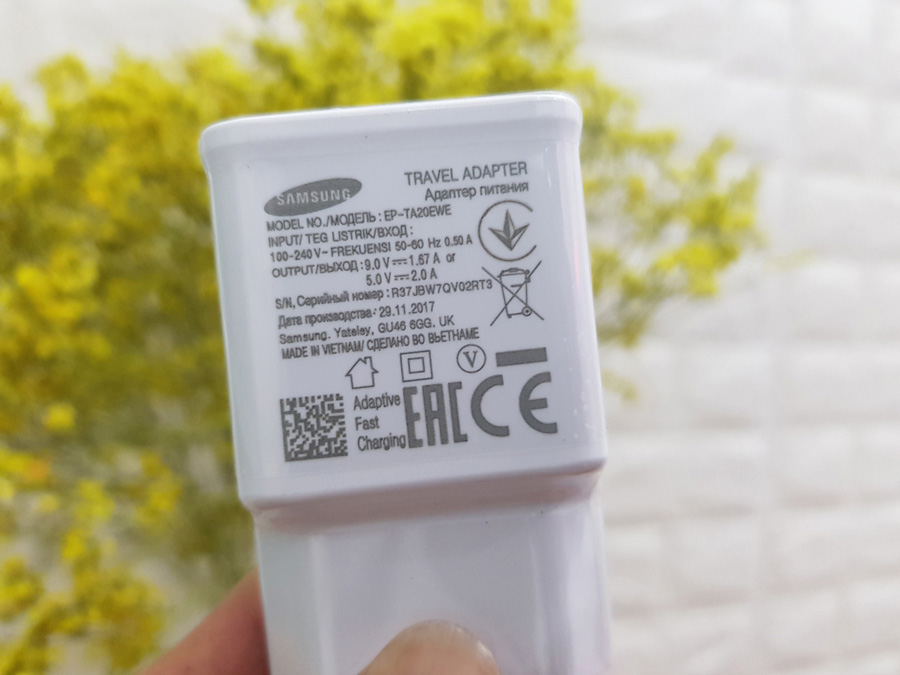 SAMSUNG
TRAVEL ADAPTER
Адаптер питания
MODEL NO./МОДЕЛЬ : EP-TA20EWE
INPUT/ TEG LISTRIK/ВХОД :
100-240 V~ FREKUENSI 50-60 Hz 0.50 A
OUTPUT/ВЫХОД : 9.0 V⎓1.67 A or
5.0 V⎓2.0 A
S/N, Серийный номер : R37JBW7QV02RT3
Дата производства : 29.11.2017
Samsung. Yateley, GU46 6GG. UK
MADE IN VIETNAM/ СДЕЛАНО ВО ВЬЕТНАМЕ
V
Adaptive
Fast
Charging
EAC CE